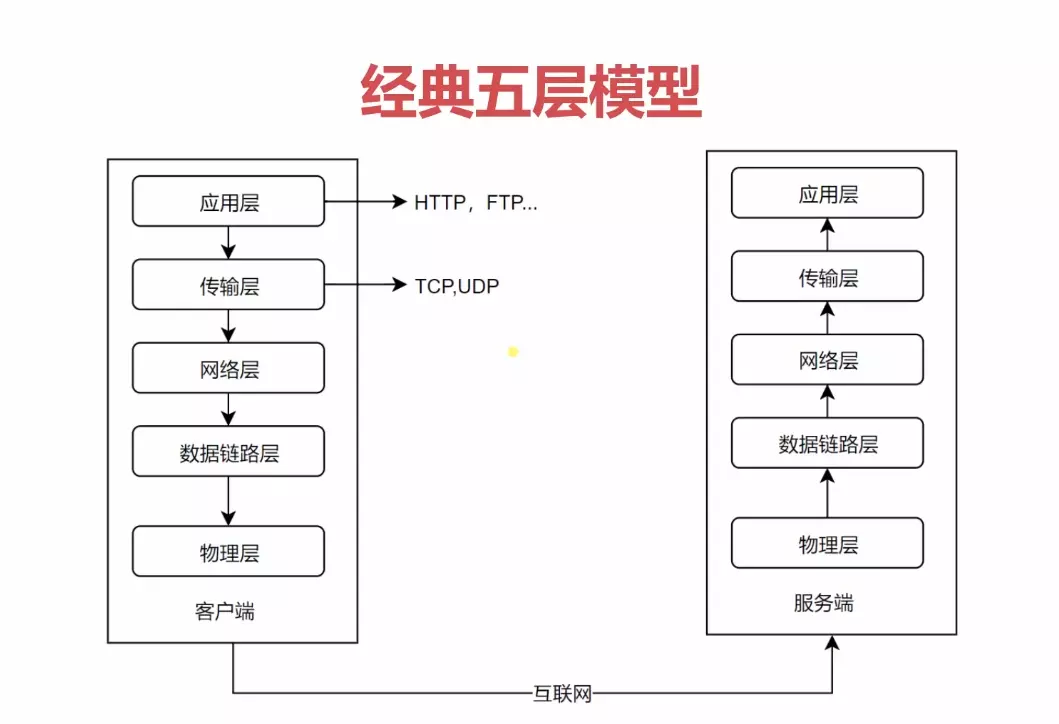 经典五层模型
应用层
HTTP，FTP...
传输层
TCP,UDP
网络层
数据链路层
物理层
客户端
应用层
传输层
网络层
数据链路层
物理层
服务端
互联网